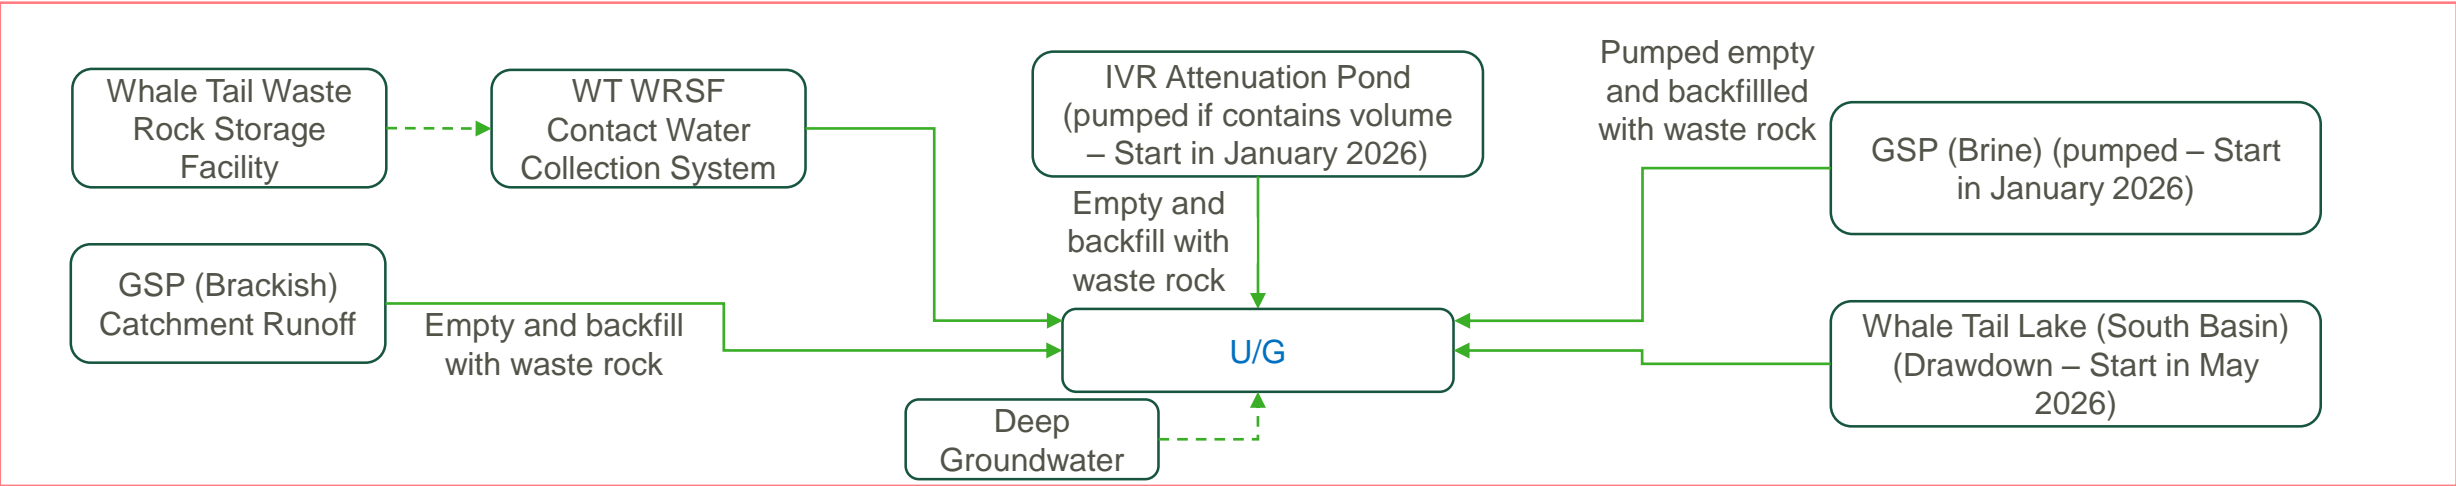 Whale Tail Waste
Rock Storage
Facility
WT WRSF
Contact Water
Collection System
IVR Attenuation Pond
(pumped if contains volume
– Start in January 2026)
Pumped empty
and backfillled
with waste rock
GSP (Brine) (pumped – Start
in January 2026)
Empty and
backfill with
waste rock
GSP (Brackish)
Catchment Runoff
Empty and backfill
with waste rock
U/G
Whale Tail Lake (South Basin)
(Drawdown – Start in May
2026)
Deep
Groundwater